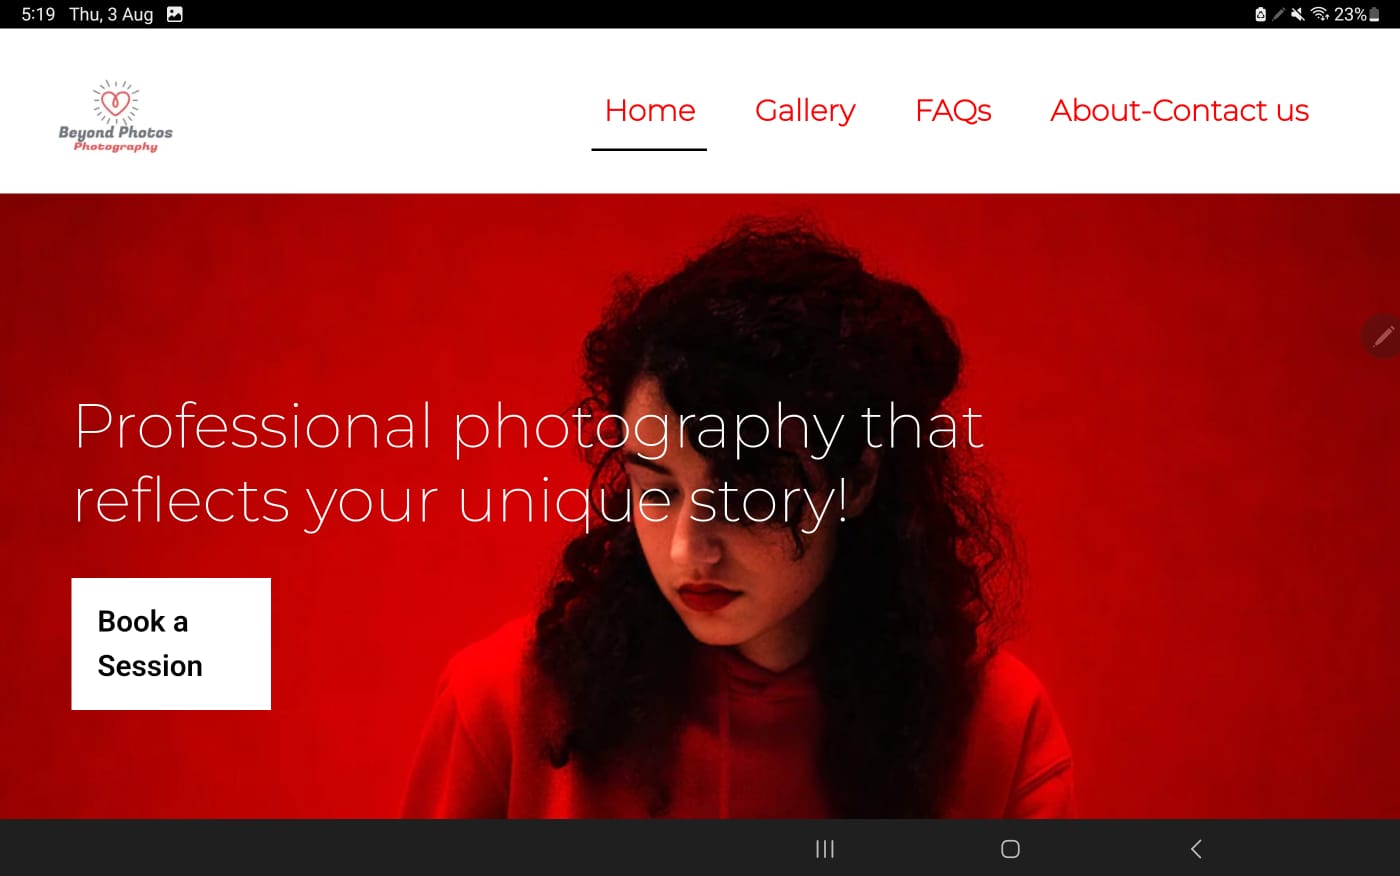 5:19 Thu, 3 Aug
23%
Beyond Photos
Photography
Home Gallery FAQs About-Contact us
Professional photography that
reflects your unique story!
Book a
Session